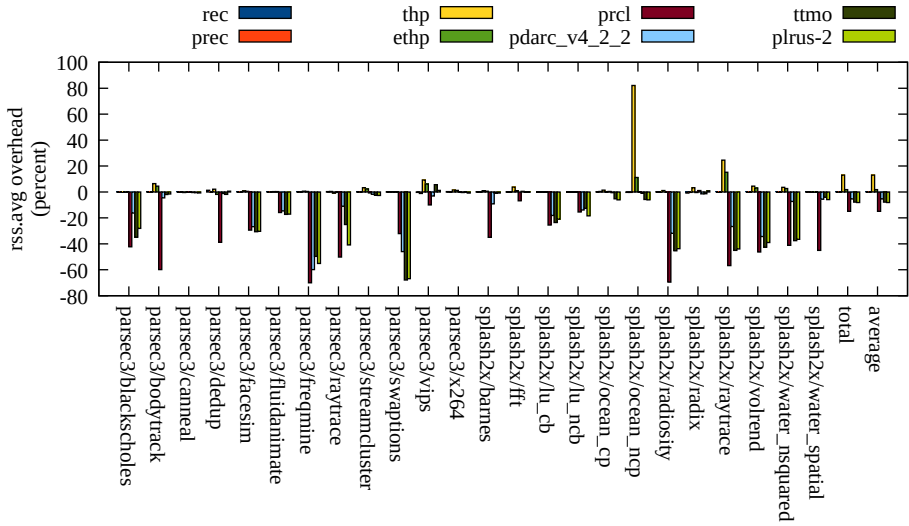 rec thp prcl ttmo
prec ethp pdarc_v4_2_2 plrus-2
rss.avg overhead
(percent)
100
80
60
40
20
0
-20
-40
-60
-80
parsec3/blackscholes
parsec3/bodytrack
parsec3/canneal
parsec3/dedup
parsec3/facesim
parsec3/fluidanimate
parsec3/freqmine
parsec3/raytrace
parsec3/streamcluster
parsec3/swaptions
parsec3/vips
parsec3/x264
splash2x/barnes
splash2x/fft
splash2x/lu_cb
splash2x/lu_ncb
splash2x/ocean_cp
splash2x/ocean_ncp
splash2x/radiosity
splash2x/radix
splash2x/raytrace
splash2x/volrend
splash2x/water_nsquared
splash2x/water_spatial
total
average